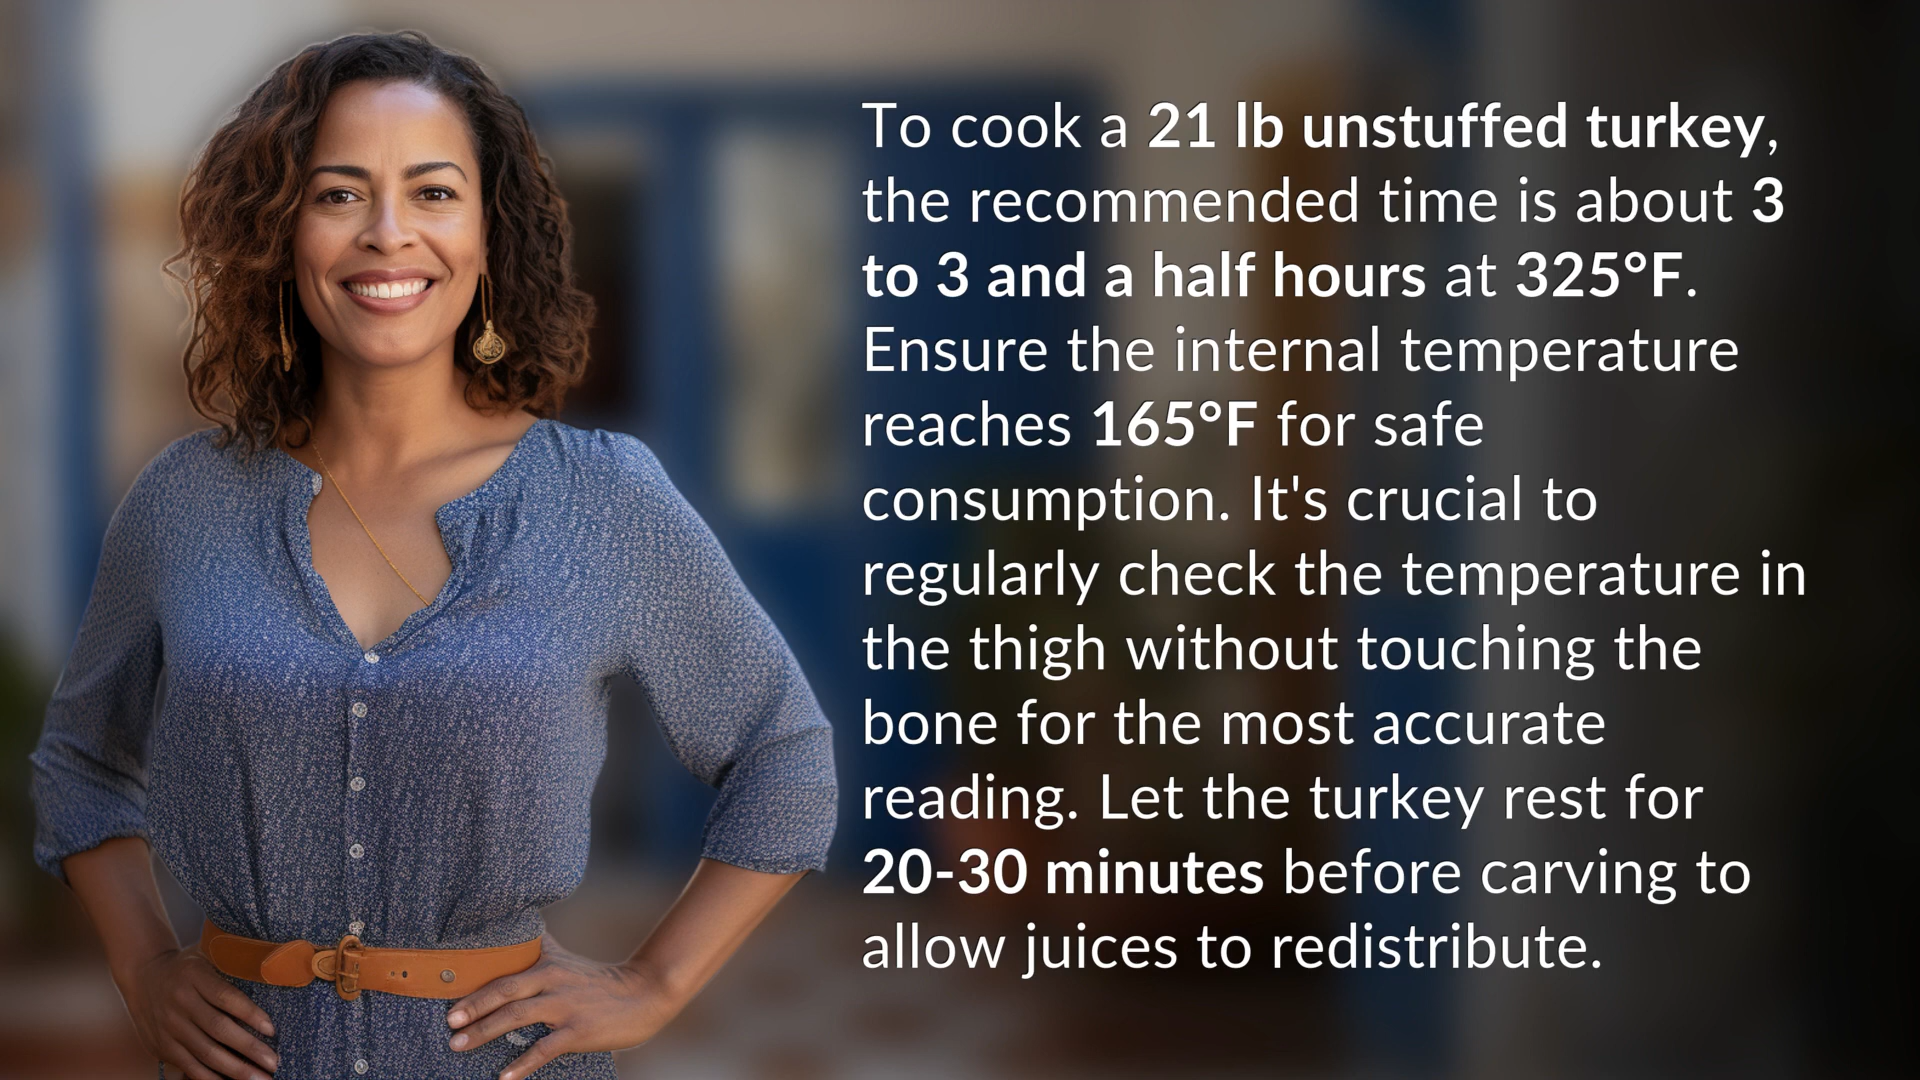 To cook a 21 lb unstuffed turkey,
the recommended time is about 3
to 3 and a half hours at 325°F.
Ensure the internal temperature
reaches 165°F for safe
consumption. It's crucial to
regularly check the temperature in
the thigh without touching the
bone for the most accurate
reading. Let the turkey rest for
20-30 minutes before carving to
allow juices to redistribute.